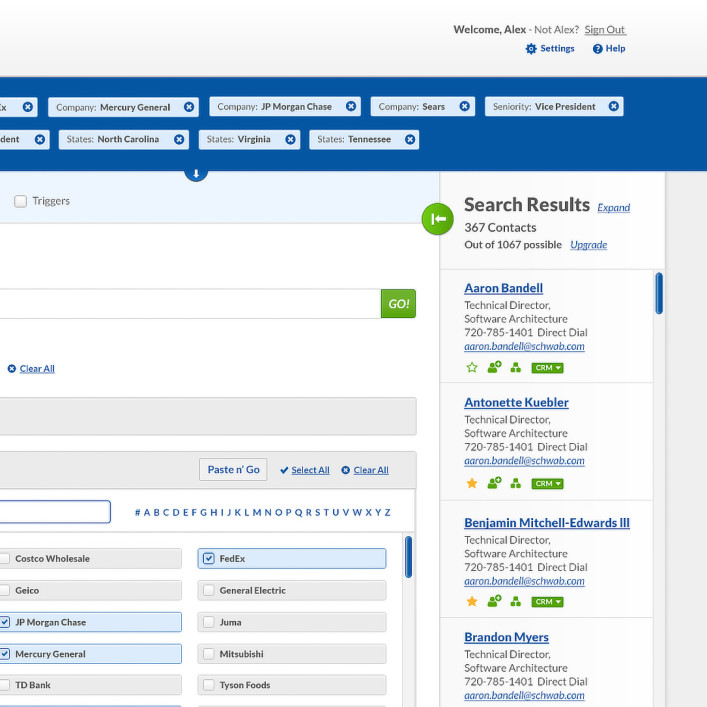 Welcome, Alex - Not Alex? Sign Out
Settings Help
Company: Mercury General Company: JP Morgan Chase Company: Sears Seniority: Vice President
States: North Carolina States: Virginia States: Tennessee
Triggers
Search Results Expand
367 Contacts
Out of 1067 possible Upgrade
GO!
Clear All
Aaron Bandell
Technical Director,
Software Architecture
720-785-1401 Direct Dial
aaron.bandell@schwab.com
CRM
Antonette Kuebler
Technical Director,
Software Architecture
720-785-1401 Direct Dial
aaron.bandell@schwab.com
CRM
Benjamin Mitchell-Edwards III
Technical Director,
Software Architecture
720-785-1401 Direct Dial
aaron.bandell@schwab.com
CRM
Brandon Myers
Technical Director,
Software Architecture
720-785-1401 Direct Dial
aaron.bandell@schwab.com
Paste n' Go Select All Clear All
# A B C D E F G H I J K L M N O P Q R S T U V W X Y Z
Costco Wholesale FedEx
Geico General Electric
JP Morgan Chase Juma
Mercury General Mitsubishi
TD Bank Tyson Foods